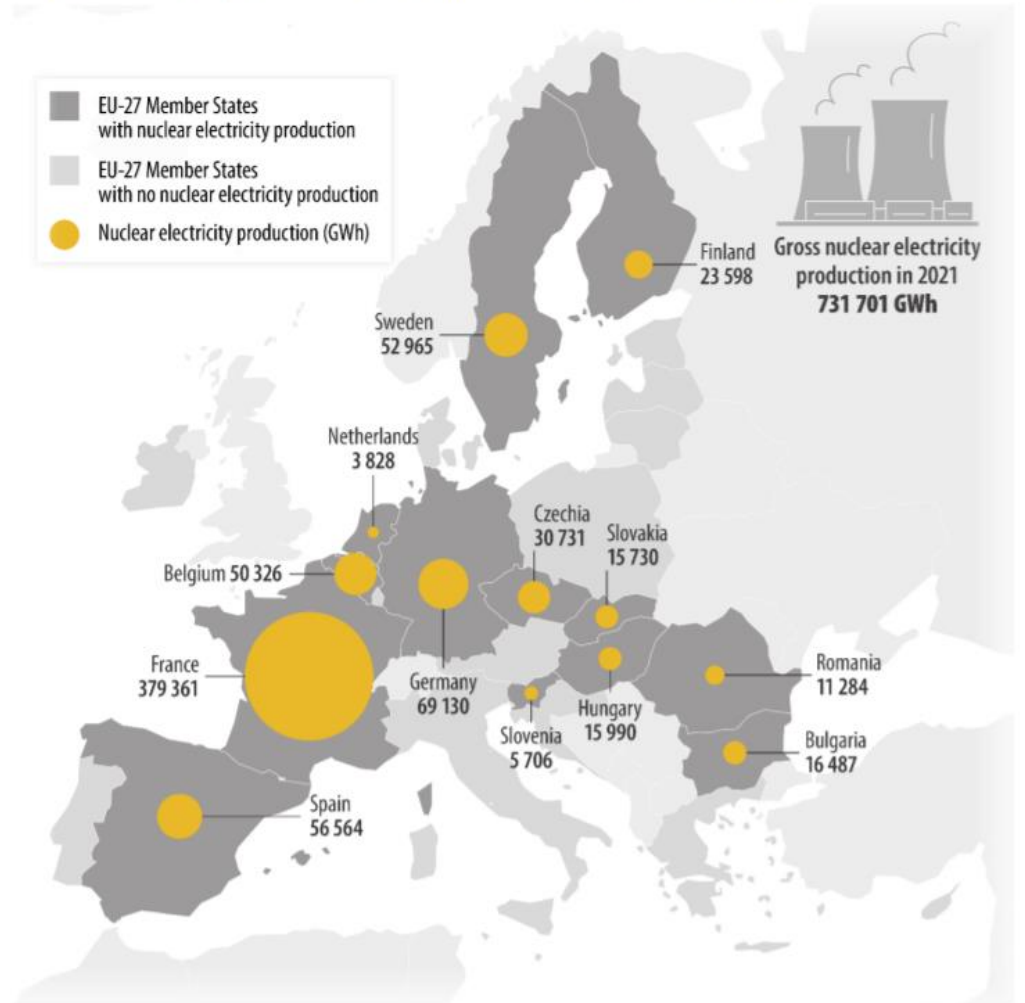 EU-27 Member States
with nuclear electricity production
EU-27 Member States
with no nuclear electricity production
Nuclear electricity production (GWh)
Gross nuclear electricity
production in 2021
731 701 GWh
Finland
23 598
Sweden
52 965
Netherlands
3 828
Czechia
30 731
Slovakia
15 730
Belgium 50 326
France
379 361
Germany
69 130
Slovenia
5 706
Hungary
15 990
Romania
11 284
Bulgaria
16 487
Spain
56 564